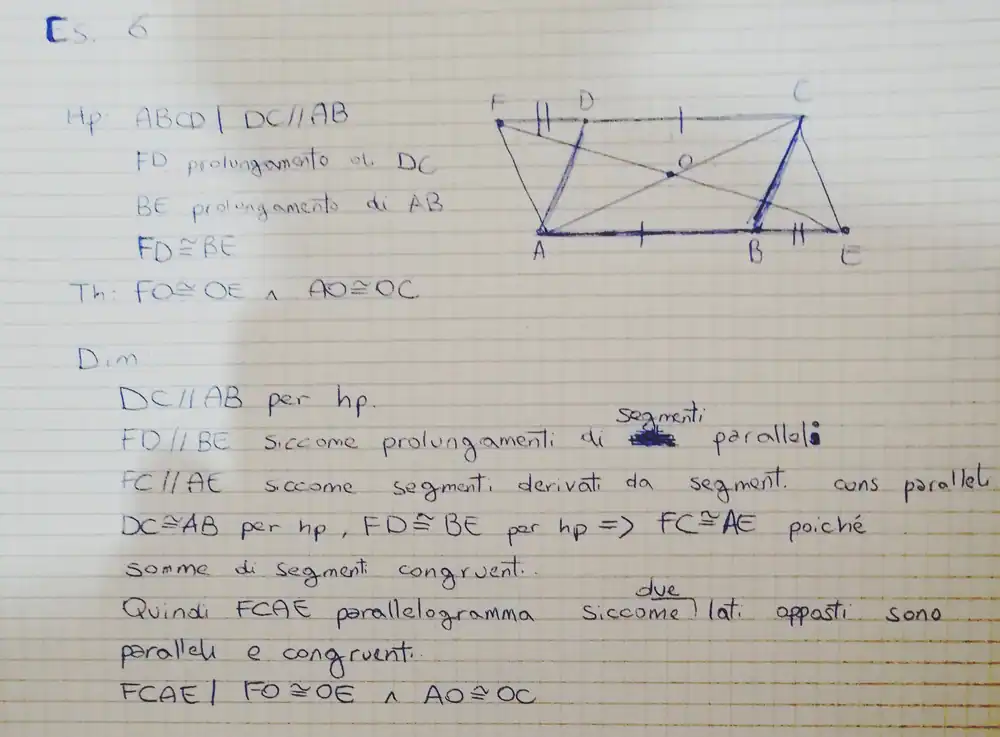 Es. 6
Hp: ABCD | DC//AB
FD prolungamento di DC
BE prolungamento di AB
FD≅BE
Th: FO≅OE ∧ AO≅OC
F D C
O
A B E
Dim
DC//AB per hp.
segmenti
FD//BE siccome prolungamenti di paralleli
FC//AE siccome segmenti derivati da segment. cons paralleli
DC≅AB per hp, FD≅BE per hp => FC≅AE poiché
somme di segmenti congruenti.
due
Quindi FCAE parallelogramma siccome lati opposti sono
paralleli e congruenti.
FCAE | FO≅OE ∧ AO≅OC